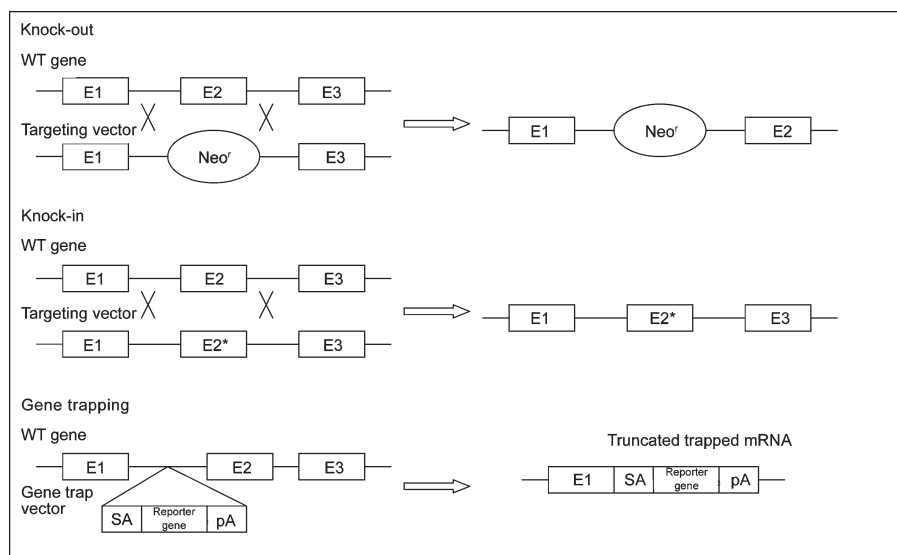 Knock-out
WT gene
E1 E2 E3
Targeting vector
E1 Neoʳ E3
E1 Neoʳ E2
Knock-in
WT gene
E1 E2 E3
Targeting vector
E1 E2* E3
E1 E2* E3
Gene trapping
WT gene
E1 E2 E3
Gene trap
vector
SA Reporter
gene pA
Truncated trapped mRNA
E1 SA Reporter
gene pA